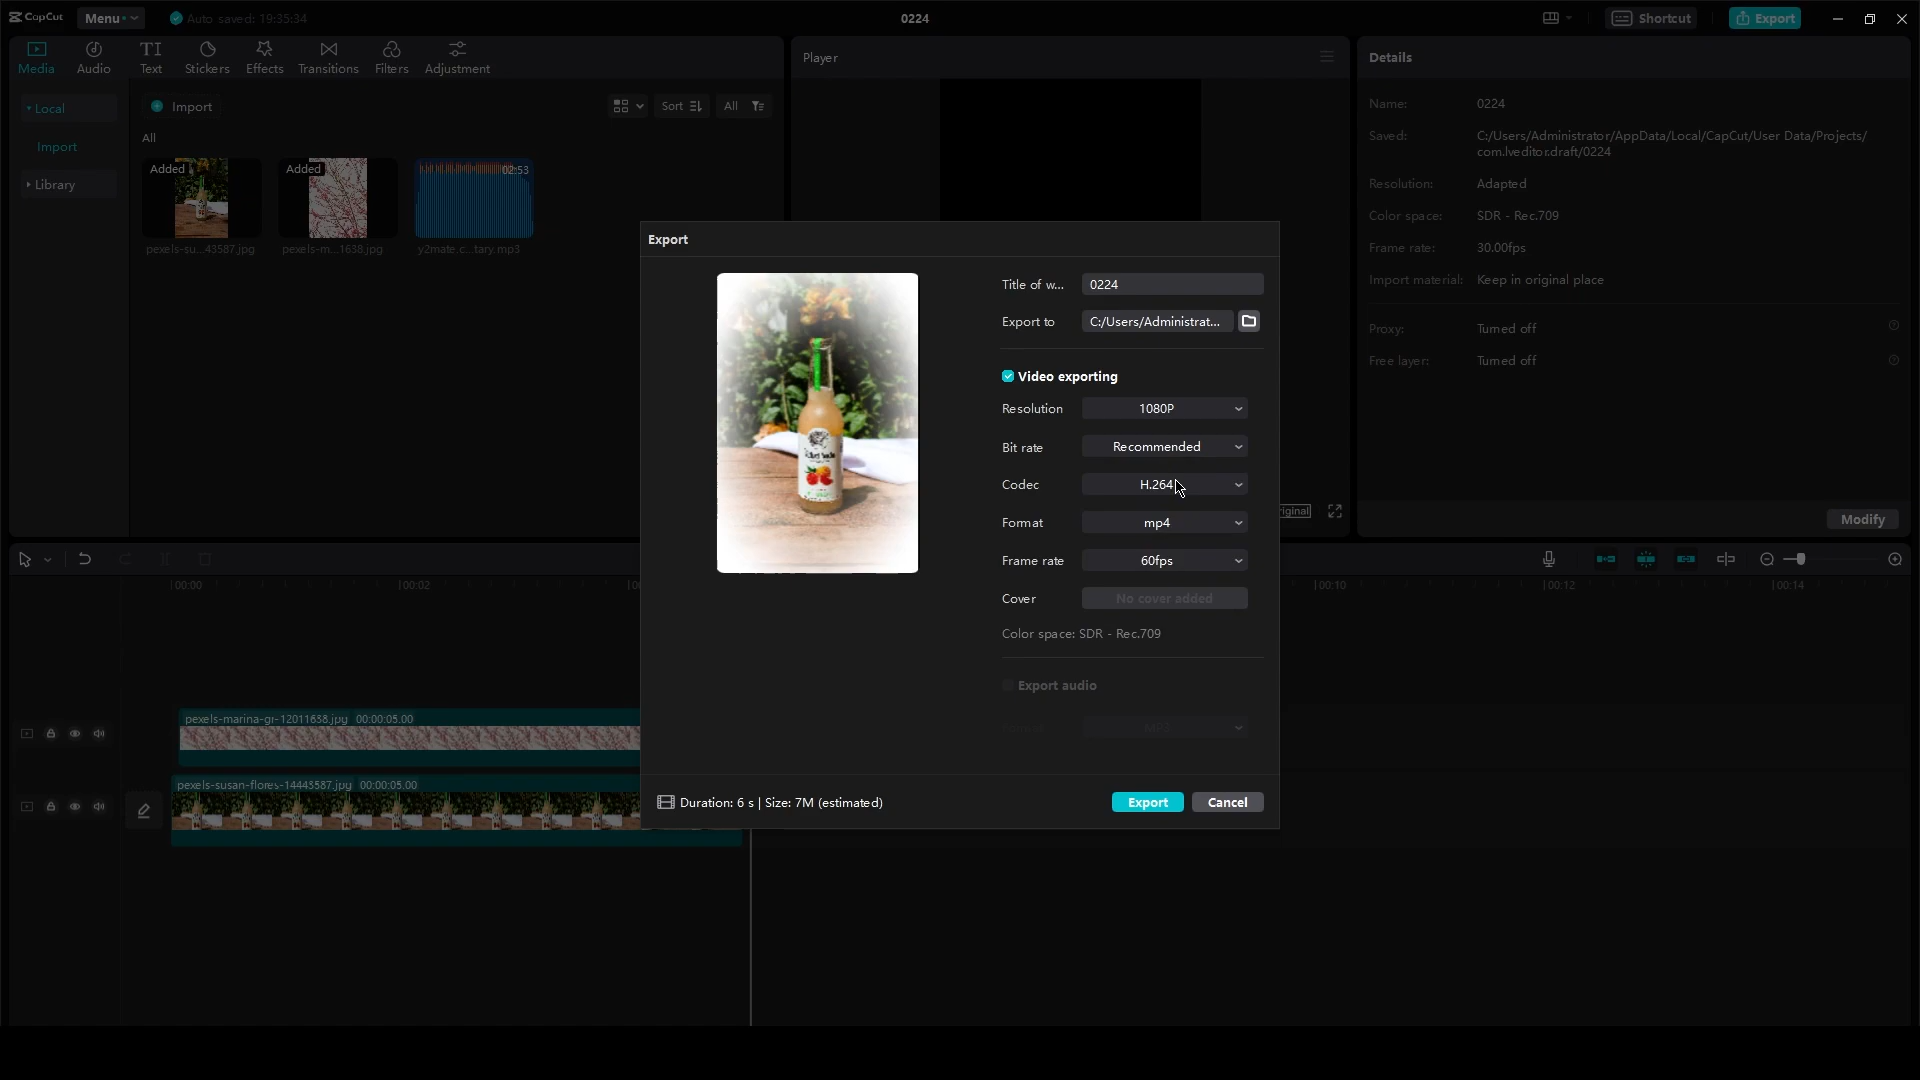 CapCut
Menu
Auto saved: 19:35:34
0224
Shortcut
Export
Media
Audio
TI
Text
Stickers
Effects
Transitions
Filters
Adjustment
Player
Details
Local
Import
Library
Import
Sort
All
All
Added
Added
02:53
pexels-su...43587.jpg
pexels-m...1638.jpg
y2mate.c...tary.mp3
Name:
0224
Saved:
C:/Users/Administrator/AppData/Local/CapCut/User Data/Projects/
com.lveditor.draft/0224
Resolution:
Adapted
Color space:
SDR - Rec.709
Frame rate:
30.00fps
Import material:
Keep in original place
Proxy:
Turned off
Free layer:
Turned off
Modify
Export
Title of w...
0224
Export to
C:/Users/Administrat...
Video exporting
Resolution
1080P
Bit rate
Recommended
Codec
H.264
Format
mp4
Frame rate
60fps
Cover
No cover added
Color space: SDR - Rec.709
Export audio
Format
MP3
Duration: 6 s | Size: 7M (estimated)
Export
Cancel
riginal
00:00
00:02
00:10
00:12
00:14
pexels-marina-gr-12011638.jpg 00:00:05.00
pexels-susan-flores-14443587.jpg 00:00:05.00